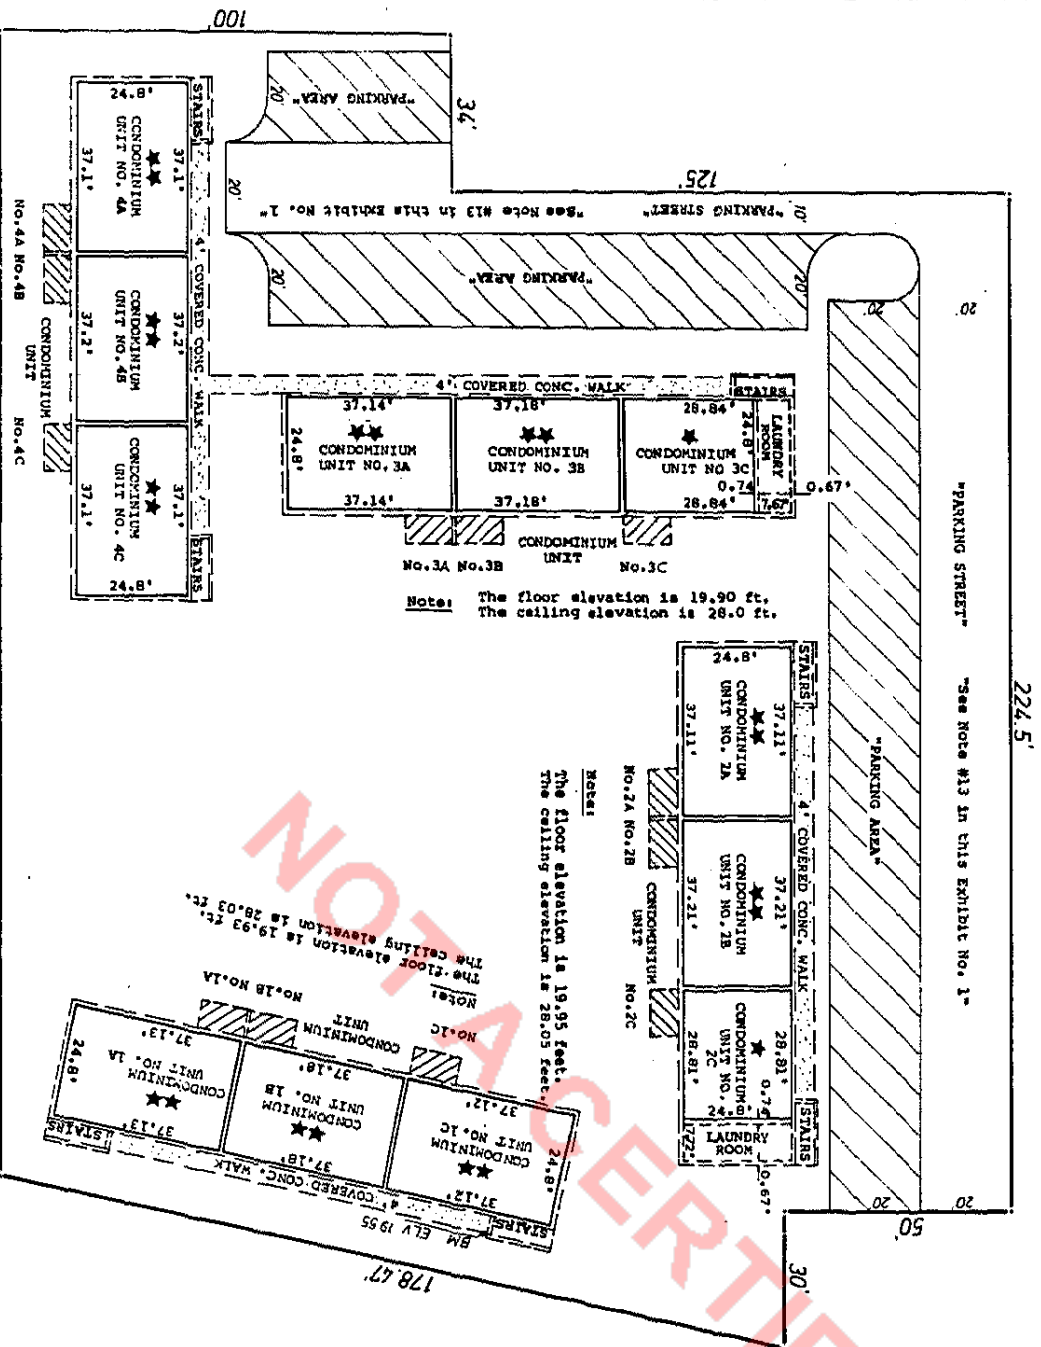 100'
34'
125'
224.5'
50'
30'
178.47'
"PARKING AREA"
20'
20'
"See Note #13 in this Exhibit No. 1"
"PARKING STREET"
10'
20'
"PARKING AREA"
20'
20'
20'
"PARKING STREET"
"See Note #13 in this Exhibit No. 1"
"PARKING AREA"
20'
20'
STAIRS
4' COVERED CONC. WALK
STAIRS
24.8'
37.1'
CONDOMINIUM
UNIT NO. 4A
37.1'
37.2'
CONDOMINIUM
UNIT NO.4B
37.2'
37.1'
CONDOMINIUM
UNIT NO. 4C
37.1'
24.8'
No.4A No.4B
CONDOMINIUM
UNIT
No.4C
4' COVERED CONC. WALK
STAIRS
37.14'
37.18'
28.84'
24.8'
CONDOMINIUM
UNIT NO. 3A
CONDOMINIUM
UNIT NO. 3B
CONDOMINIUM
UNIT NO 3C
24.8'
LAUNDRY
ROOM
37.14'
37.18'
28.84'
0.74
7.67'
0.67'
No.3A No.3B
CONDOMINIUM
UNIT
No.3C
Note: The floor elevation is 19.90 ft.
The ceiling elevation is 28.0 ft.
STAIRS
4' COVERED CONC. WALK
STAIRS
24.8'
37.11'
CONDOMINIUM
UNIT NO. 2A
37.11'
37.21'
CONDOMINIUM
UNIT NO. 2B
37.21'
28.81'
CONDOMINIUM
UNIT NO.
2C
28.81'
24.8'
0.74
LAUNDRY
ROOM
7.72'
0.67'
No.2A No.2B
CONDOMINIUM
UNIT
No.2C
Note:
The floor elevation is 19.95 feet.
The ceiling elevation is 28.05 feet.
Note:
The floor elevation is 19.93 ft.
The ceiling elevation is 28.03 ft.
No.1C
CONDOMINIUM
UNIT
No.1B No.1A
37.12'
37.18'
37.13'
24.8'
CONDOMINIUM
UNIT NO.1C
CONDOMINIUM
UNIT NO. 1B
CONDOMINIUM
UNIT NO. 1A
24.8'
37.12'
37.18'
37.13'
STAIRS
4' COVERED CONC. WALK
STAIRS
BM
ELV 19.55
NOT A CERTIF